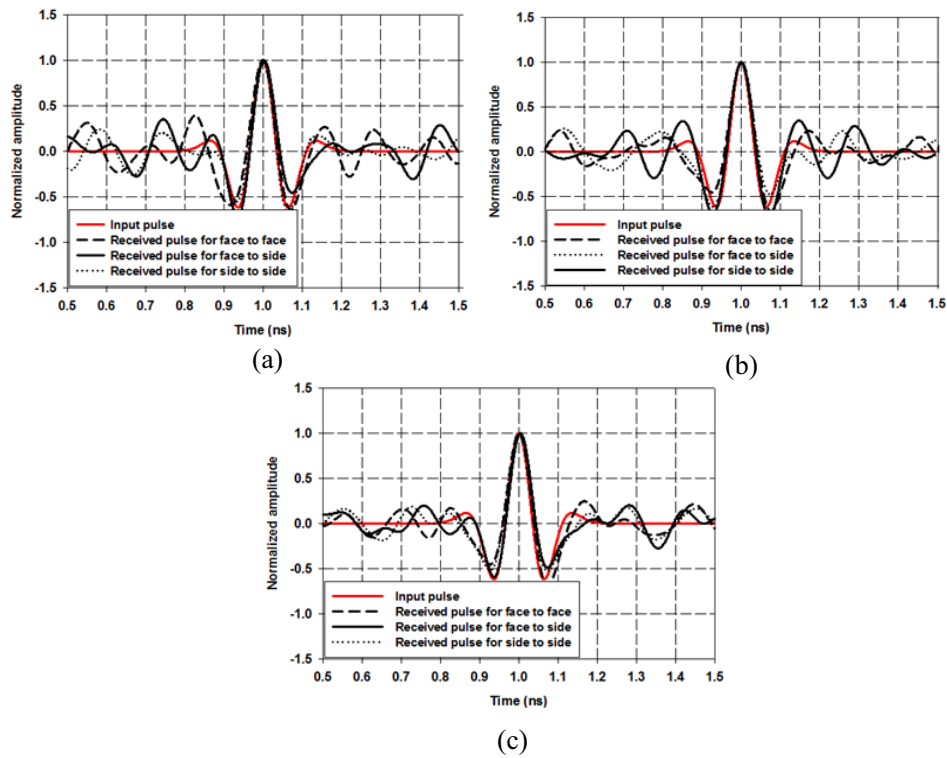 1.5
1.0
0.5
0.0
-0.5
-1.0
-1.5
Normalized amplitude
Input pulse
Received pulse for face to face
Received pulse for face to side
Received pulse for side to side
0.5 0.6 0.7 0.8 0.9 1.0 1.1 1.2 1.3 1.4 1.5
Time (ns)
(a)
1.5
1.0
0.5
0.0
-0.5
-1.0
-1.5
Normalized amplitude
Input pulse
Received pulse for face to face
Received pulse for face to side
Received pulse for side to side
0.5 0.6 0.7 0.8 0.9 1.0 1.1 1.2 1.3 1.4 1.5
Time (ns)
(b)
1.5
1.0
0.5
0.0
-0.5
-1.0
-1.5
Normalized amplitude
Input pulse
Received pulse for face to face
Received pulse for face to side
Received pulse for side to side
0.5 0.6 0.7 0.8 0.9 1.0 1.1 1.2 1.3 1.4 1.5
Time (ns)
(c)